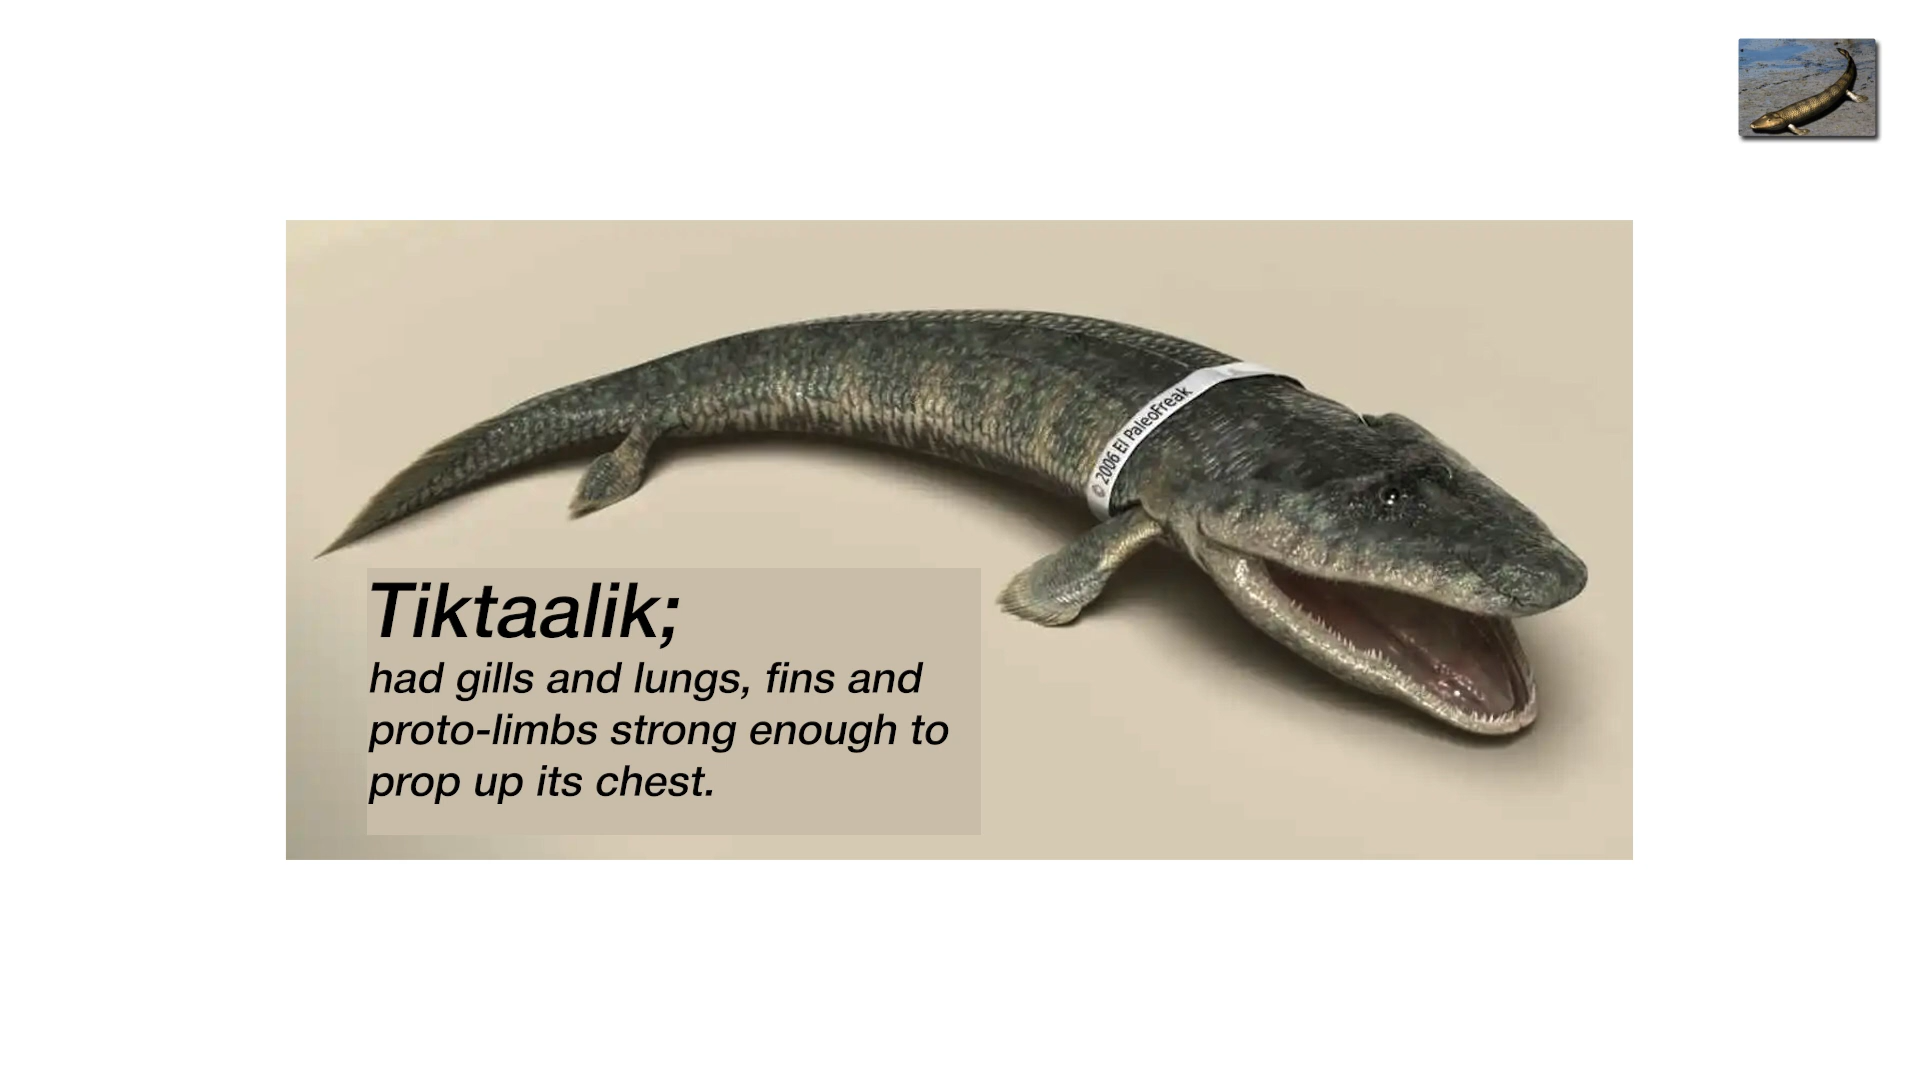 © 2006 El PaleoFreak
Tiktaalik;
had gills and lungs, fins and
proto-limbs strong enough to
prop up its chest.